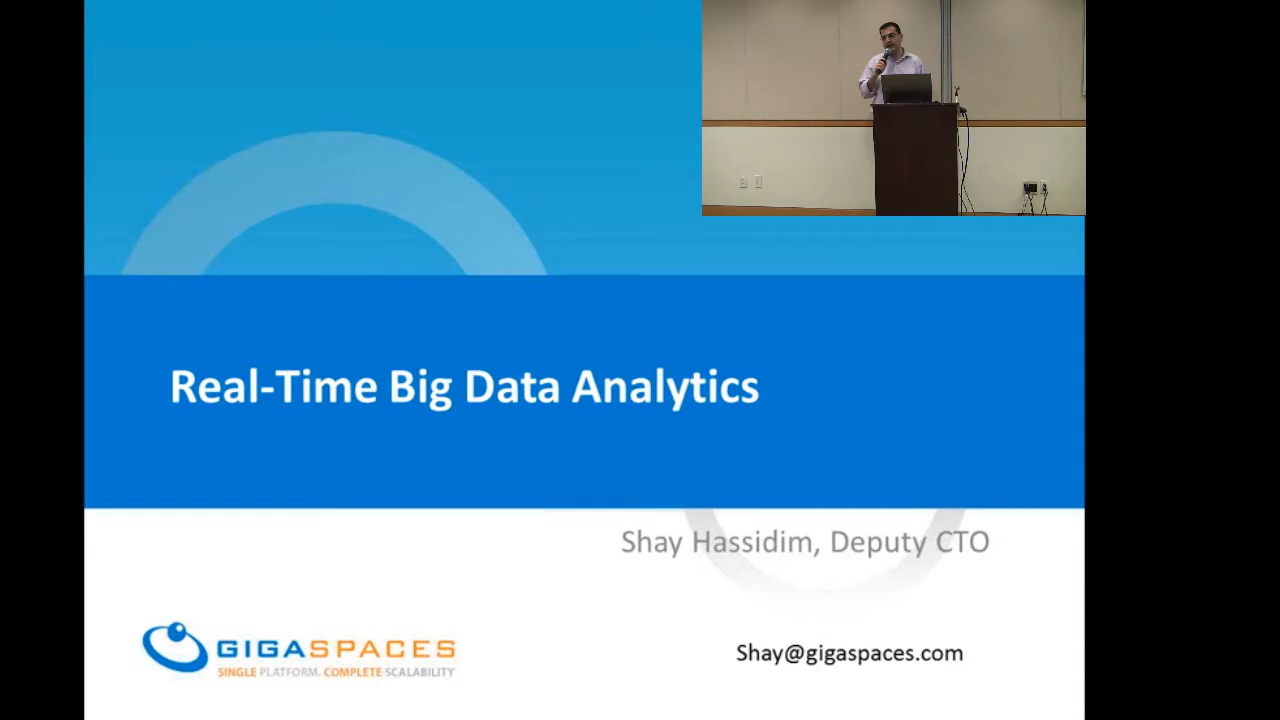 Real-Time Big Data Analytics
Shay Hassidim, Deputy CTO
GIGASPACES
SINGLE PLATFORM. COMPLETE SCALABILITY
Shay@gigaspaces.com